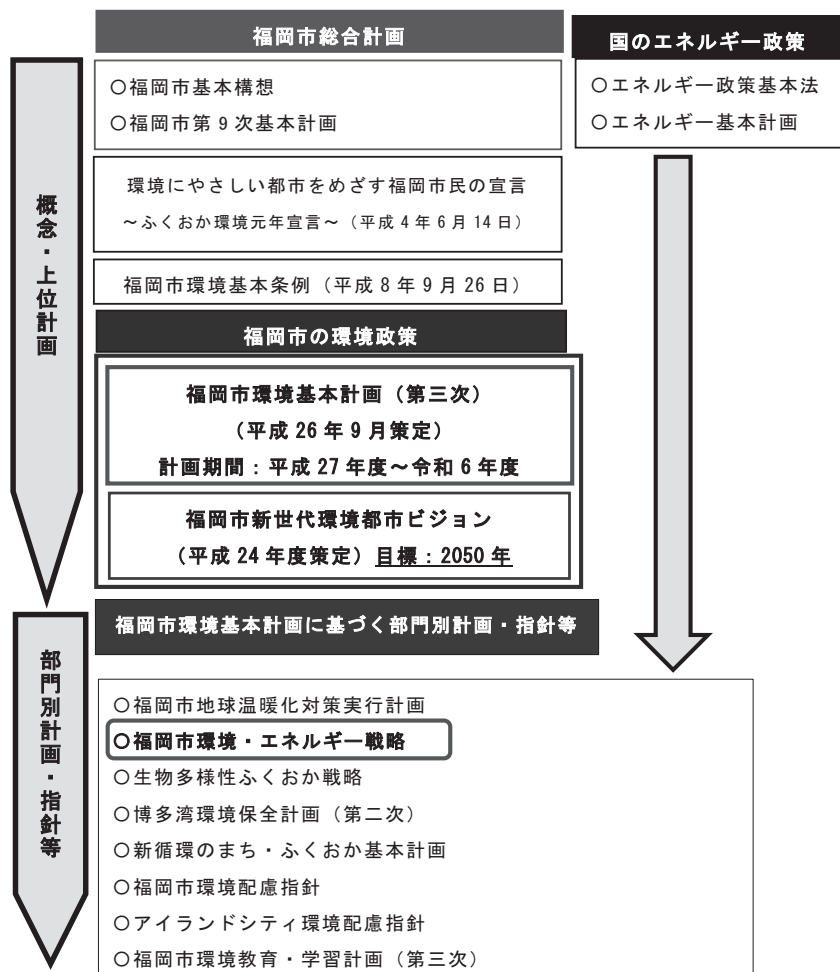 福岡市総合計画
○福岡市基本構想
○福岡市第9次基本計画
環境にやさしい都市をめざす福岡市民の宣言
～ふくおか環境元年宣言～（平成4年6月14日）
福岡市環境基本条例（平成8年9月26日）
国のエネルギー政策
○エネルギー政策基本法
○エネルギー基本計画
概念・上位計画
福岡市の環境政策
福岡市環境基本計画（第三次）
（平成26年9月策定）
計画期間：平成27年度～令和6年度
福岡市新世代環境都市ビジョン
（平成24年度策定）目標：2050年
福岡市環境基本計画に基づく部門別計画・指針等
部門別計画・指針等
○福岡市地球温暖化対策実行計画
○福岡市環境・エネルギー戦略
○生物多様性ふくおか戦略
○博多湾環境保全計画（第二次）
○新循環のまち・ふくおか基本計画
○福岡市環境配慮指針
○アイランドシティ環境配慮指針
○福岡市環境教育・学習計画（第三次）